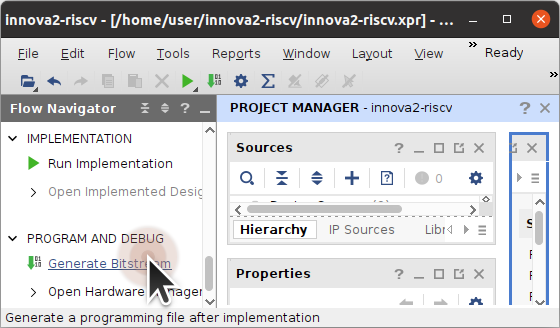 innova2-riscv - [/home/user/innova2-riscv/innova2-riscv.xpr] - …
File Edit Flow Tools Reports Window Layout View » Ready
»
Flow Navigator
PROJECT MANAGER - innova2-riscv
IMPLEMENTATION
Run Implementation
Open Implemented Desig
PROGRAM AND DEBUG
Generate Bitstream
Open Hardware Manager
Sources
0
Hierarchy IP Sources Libr
Properties
Generate a programming file after implementation